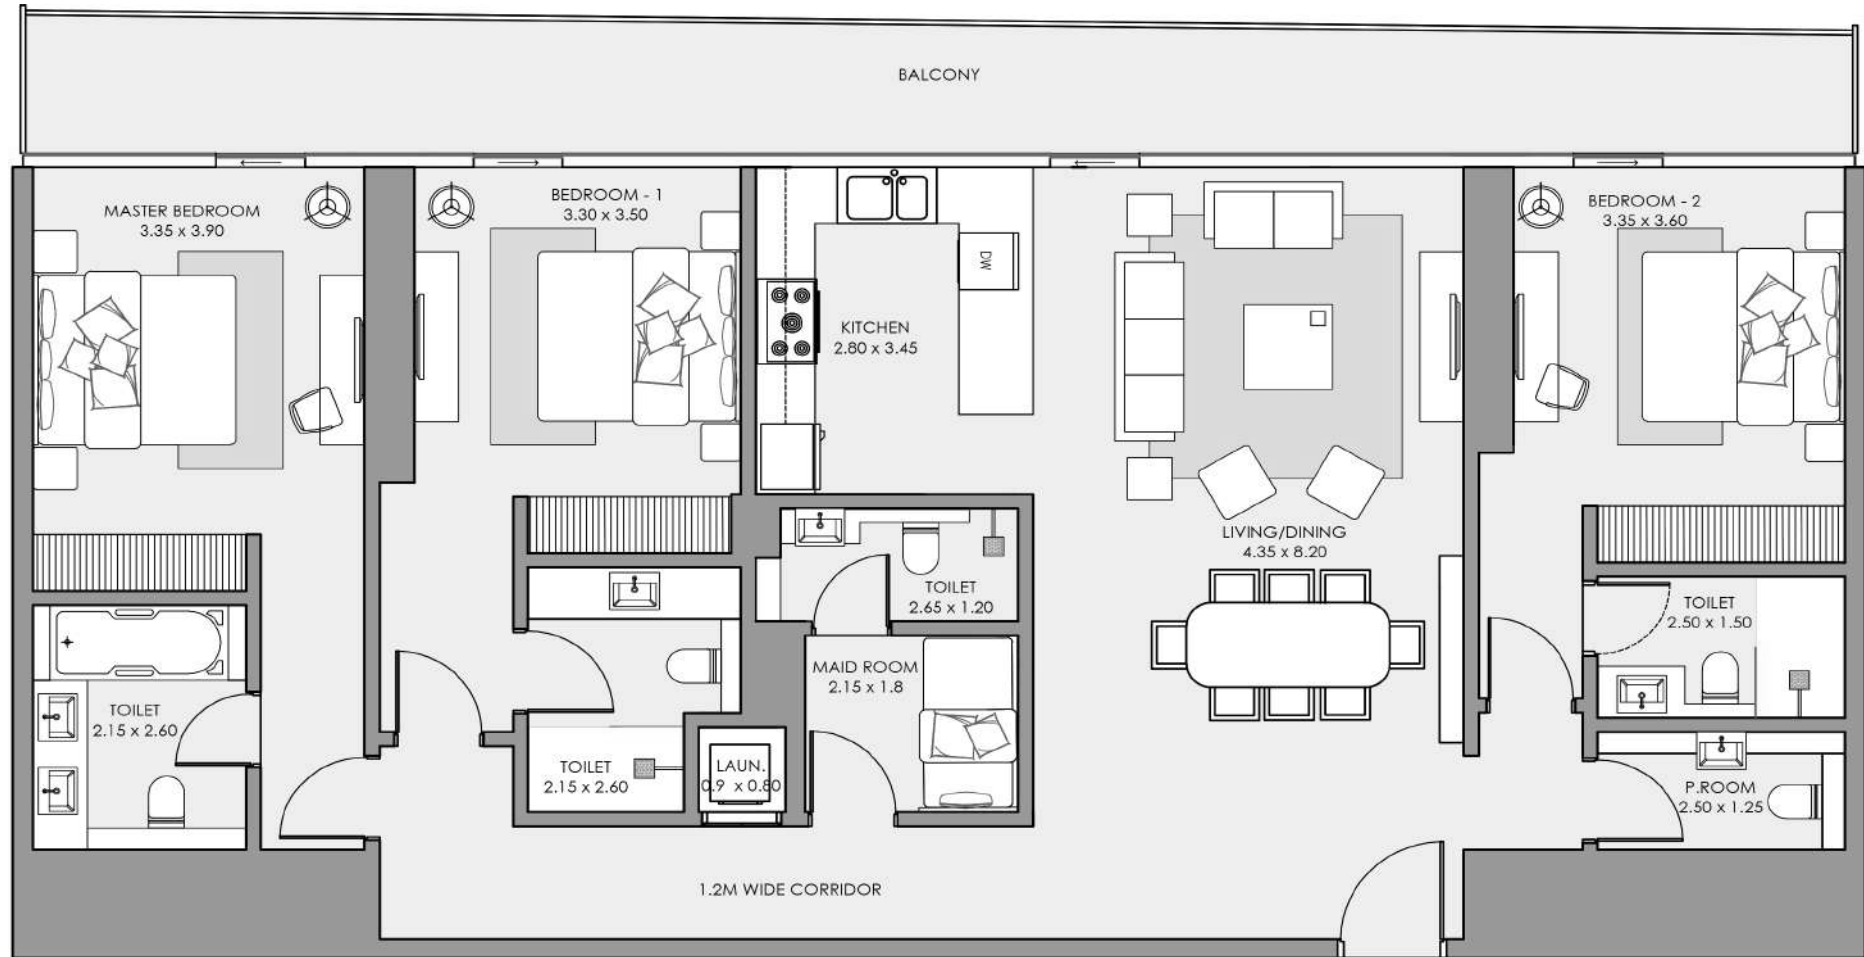 BALCONY
MASTER BEDROOM
3.35 x 3.90
BEDROOM - 1
3.30 x 3.50
BEDROOM - 2
3.35 x 3.60
DW
KITCHEN
2.80 x 3.45
LIVING/DINING
4.35 x 8.20
TOILET
2.65 x 1.20
TOILET
2.50 x 1.50
MAID ROOM
2.15 x 1.8
TOILET
2.15 x 2.60
TOILET
2.15 x 2.60
LAUN.
0.9 x 0.80
P.ROOM
2.50 x 1.25
1.2M WIDE CORRIDOR